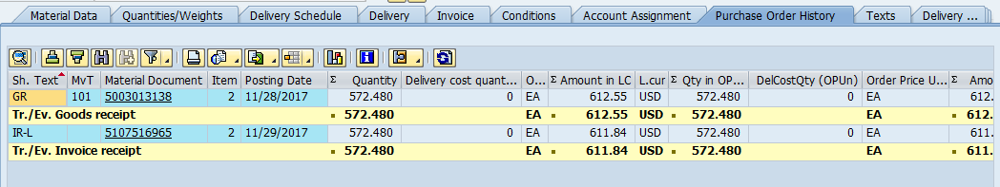 Material Data Quantities/Weights Delivery Schedule Delivery Invoice Conditions Account Assignment Purchase Order History Texts Delivery ...
Sh. Text MvT Material Document Item Posting Date Σ Quantity Delivery cost quant... O... Σ Amount in LC L.cur Σ Qty in OP... DelCostQty (OPUn) Order Price U... Σ Amo
GR 101 5003013138 2 11/28/2017 572.480 0 EA 612.55 USD 572.480 0 EA 612.
Tr./Ev. Goods receipt 572.480 EA 612.55 USD 572.480 EA 612.
IR-L 5107516965 2 11/29/2017 572.480 0 EA 611.84 USD 572.480 0 EA 611.
Tr./Ev. Invoice receipt 572.480 EA 611.84 USD 572.480 EA 611.